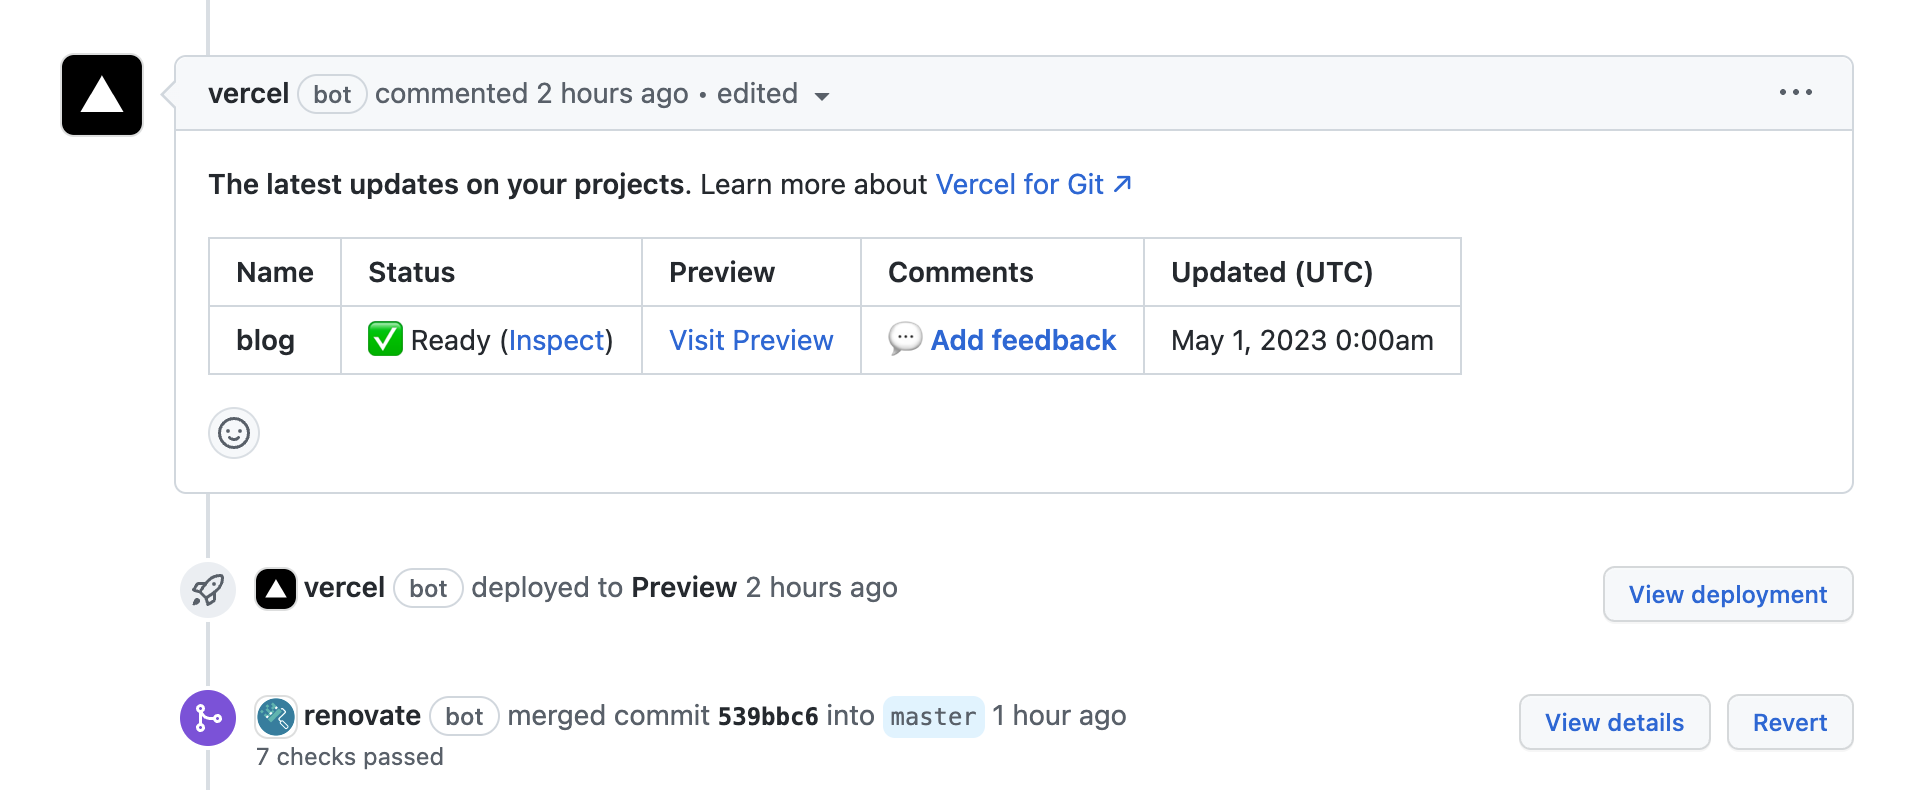 vercel bot commented 2 hours ago • edited
The latest updates on your projects. Learn more about Vercel for Git ↗
Name Status Preview Comments Updated (UTC)
blog ✅ Ready (Inspect) Visit Preview 💬 Add feedback May 1, 2023 0:00am
vercel bot deployed to Preview 2 hours ago View deployment
renovate bot merged commit 539bbc6 into master 1 hour ago View details Revert
7 checks passed